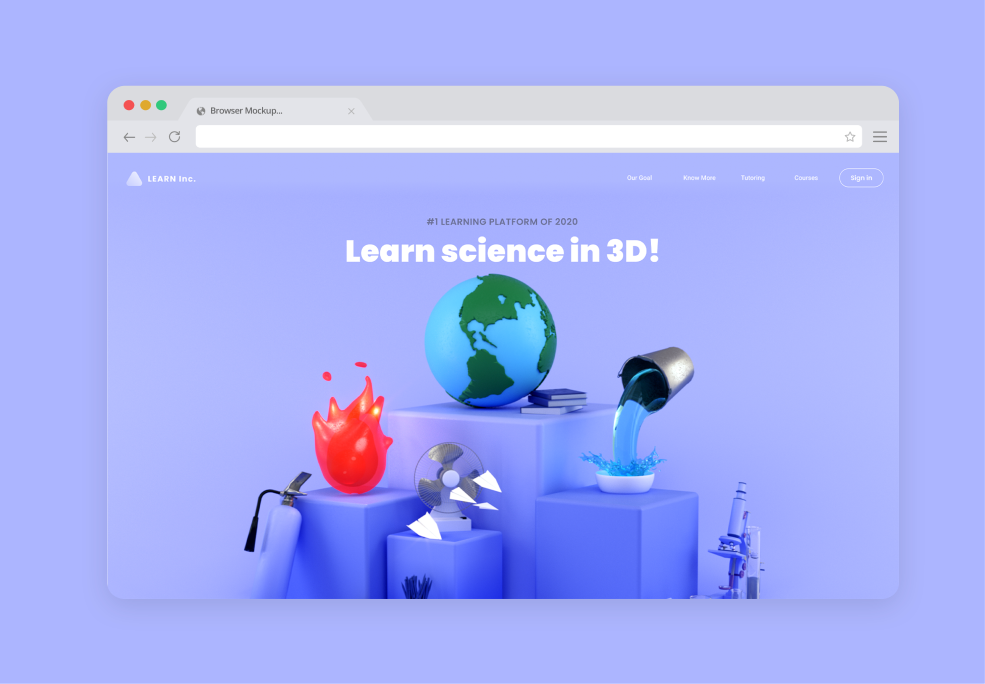 Browser Mockup...
LEARN Inc.
Our Goal
Know More
Tutoring
Courses
Sign in
#1 LEARNING PLATFORM OF 2020
Learn science in 3D!